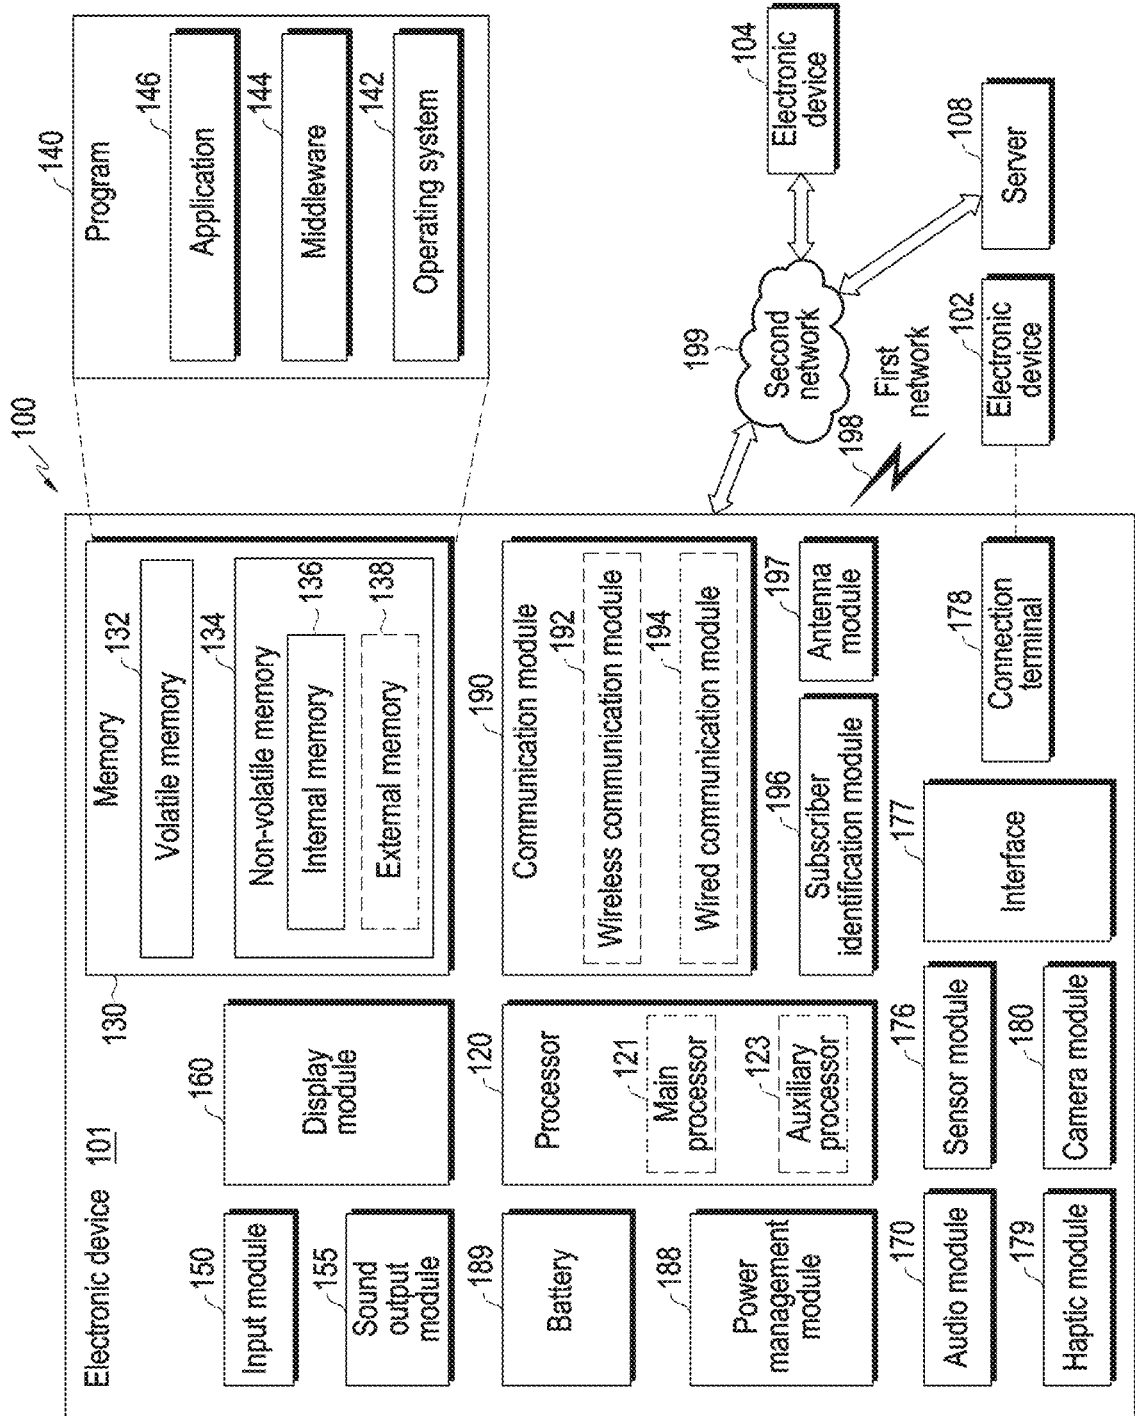 100
Electronic device 101
150
Input module
155
Sound
output
module
189
Battery
188
Power
management
module
170
Audio module
179
Haptic module
160
Display
module
120
Processor
121
Main
processor
123
Auxiliary
processor
176
Sensor module
180
Camera module
130
Memory
132
Volatile memory
134
Non-volatile memory
136
Internal memory
138
External memory
190
Communication module
192
Wireless communication module
194
Wired communication module
196
Subscriber
identification module
197
Antenna
module
177
Interface
178
Connection
terminal
140
Program
146
Application
144
Middleware
142
Operating system
199
Second
network
198
First
network
104
Electronic
device
108
Server
102
Electronic
device